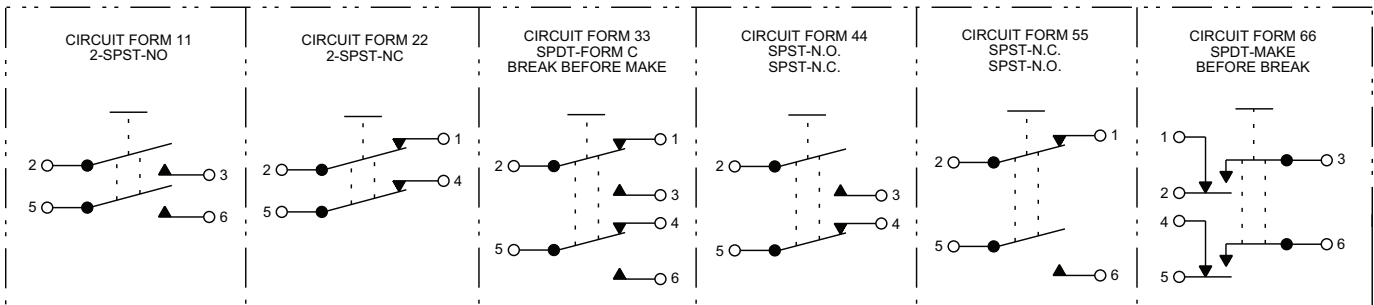 CIRCUIT FORM 11
2-SPST-NO
2
3
5
6
CIRCUIT FORM 22
2-SPST-NC
1
2
4
5
CIRCUIT FORM 33
SPDT-FORM C
BREAK BEFORE MAKE
1
2
3
4
5
6
CIRCUIT FORM 44
SPST-N.O.
SPST-N.C.
2
3
4
5
CIRCUIT FORM 55
SPST-N.C.
SPST-N.O.
1
2
5
6
CIRCUIT FORM 66
SPDT-MAKE
BEFORE BREAK
1
3
2
4
6
5